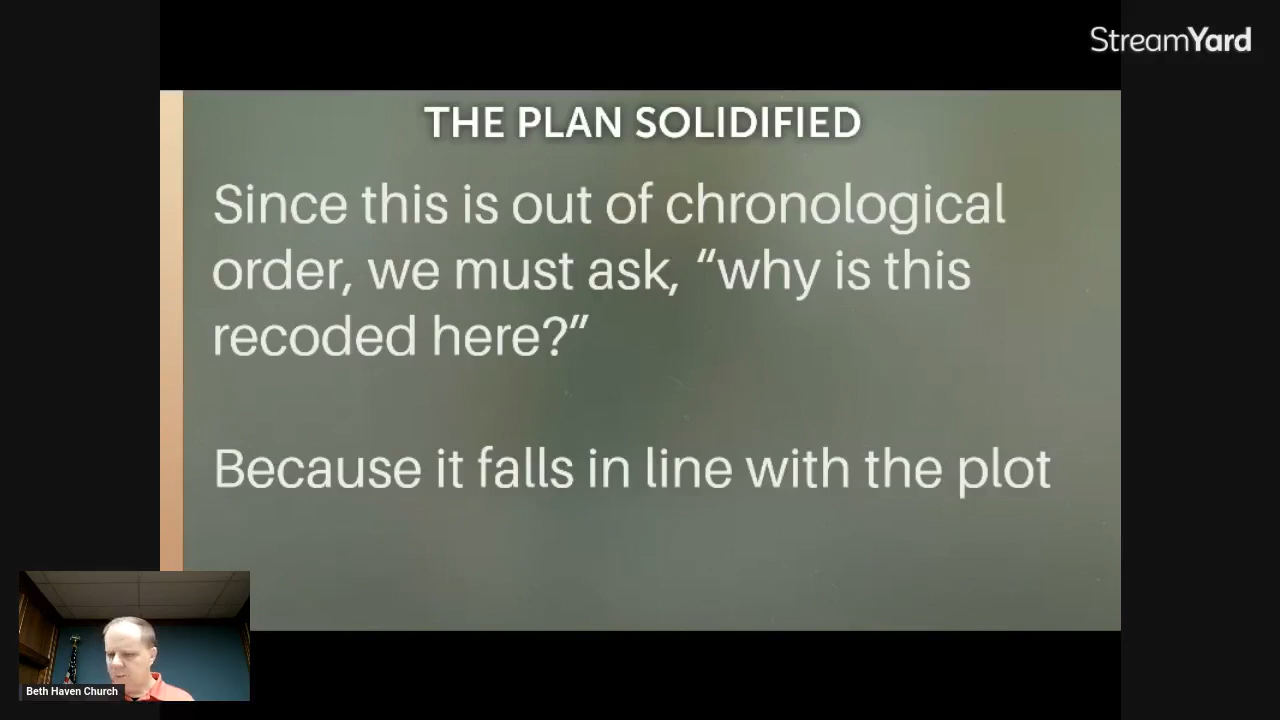 StreamYard
THE PLAN SOLIDIFIED
Since this is out of chronological
order, we must ask, “why is this
recoded here?”
Because it falls in line with the plot
Beth Haven Church